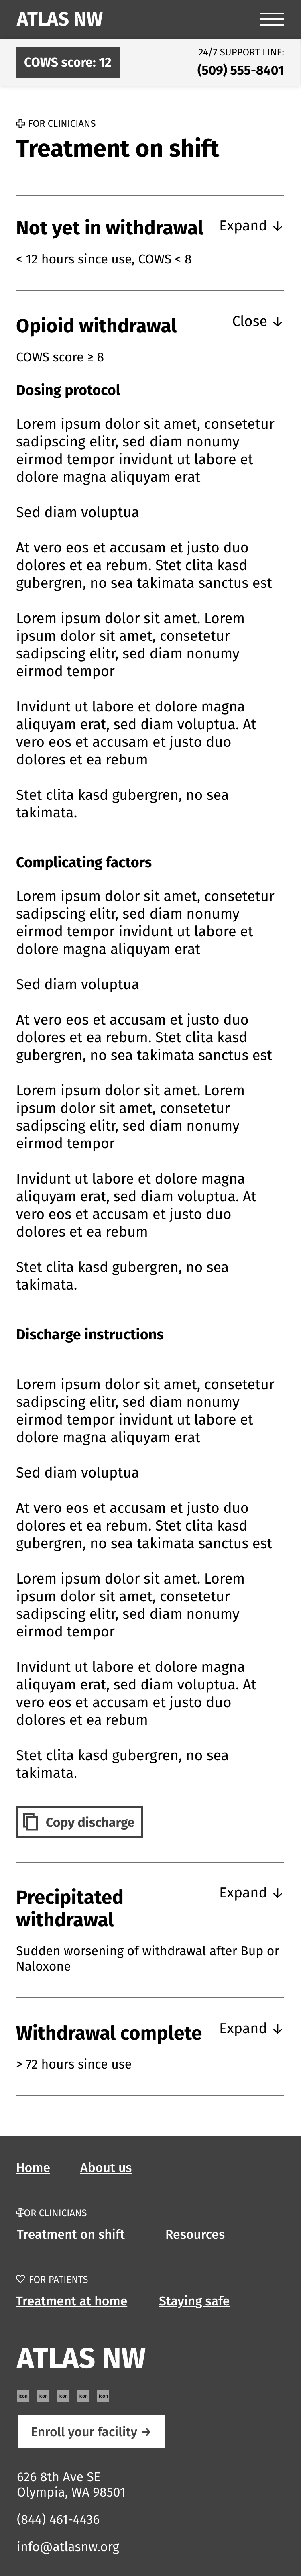 ATLAS NW
COWS score: 12
24/7 SUPPORT LINE:
(509) 555-8401
FOR CLINICIANS
Treatment on shift
Not yet in withdrawal
Expand ↓
< 12 hours since use, COWS < 8
Opioid withdrawal
Close ↓
COWS score ≥ 8
Dosing protocol
Lorem ipsum dolor sit amet, consetetur
sadipscing elitr, sed diam nonumy
eirmod tempor invidunt ut labore et
dolore magna aliquyam erat
Sed diam voluptua
At vero eos et accusam et justo duo
dolores et ea rebum. Stet clita kasd
gubergren, no sea takimata sanctus est
Lorem ipsum dolor sit amet. Lorem
ipsum dolor sit amet, consetetur
sadipscing elitr, sed diam nonumy
eirmod tempor
Invidunt ut labore et dolore magna
aliquyam erat, sed diam voluptua. At
vero eos et accusam et justo duo
dolores et ea rebum
Stet clita kasd gubergren, no sea
takimata.
Complicating factors
Lorem ipsum dolor sit amet, consetetur
sadipscing elitr, sed diam nonumy
eirmod tempor invidunt ut labore et
dolore magna aliquyam erat
Sed diam voluptua
At vero eos et accusam et justo duo
dolores et ea rebum. Stet clita kasd
gubergren, no sea takimata sanctus est
Lorem ipsum dolor sit amet. Lorem
ipsum dolor sit amet, consetetur
sadipscing elitr, sed diam nonumy
eirmod tempor
Invidunt ut labore et dolore magna
aliquyam erat, sed diam voluptua. At
vero eos et accusam et justo duo
dolores et ea rebum
Stet clita kasd gubergren, no sea
takimata.
Discharge instructions
Lorem ipsum dolor sit amet, consetetur
sadipscing elitr, sed diam nonumy
eirmod tempor invidunt ut labore et
dolore magna aliquyam erat
Sed diam voluptua
At vero eos et accusam et justo duo
dolores et ea rebum. Stet clita kasd
gubergren, no sea takimata sanctus est
Lorem ipsum dolor sit amet. Lorem
ipsum dolor sit amet, consetetur
sadipscing elitr, sed diam nonumy
eirmod tempor
Invidunt ut labore et dolore magna
aliquyam erat, sed diam voluptua. At
vero eos et accusam et justo duo
dolores et ea rebum
Stet clita kasd gubergren, no sea
takimata.
Copy discharge
Precipitated
withdrawal
Expand ↓
Sudden worsening of withdrawal after Bup or
Naloxone
Withdrawal complete
Expand ↓
> 72 hours since use
Home About us
FOR CLINICIANS
Treatment on shift Resources
FOR PATIENTS
Treatment at home Staying safe
ATLAS NW
icon icon icon icon icon
Enroll your facility →
626 8th Ave SE
Olympia, WA 98501
(844) 461-4436
info@atlasnw.org